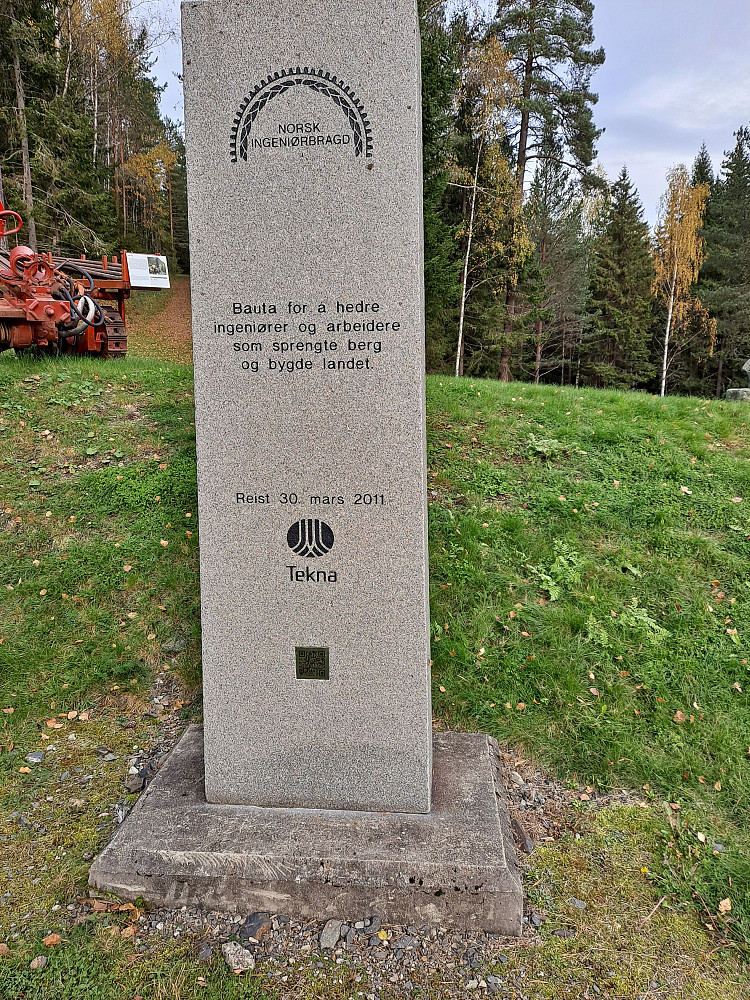 NORSK
INGENIØRBRAGD
Bauta for å hedre
ingeniører og arbeidere
som sprengte berg
og bygde landet.
Reist 30. mars 2011
Tekna